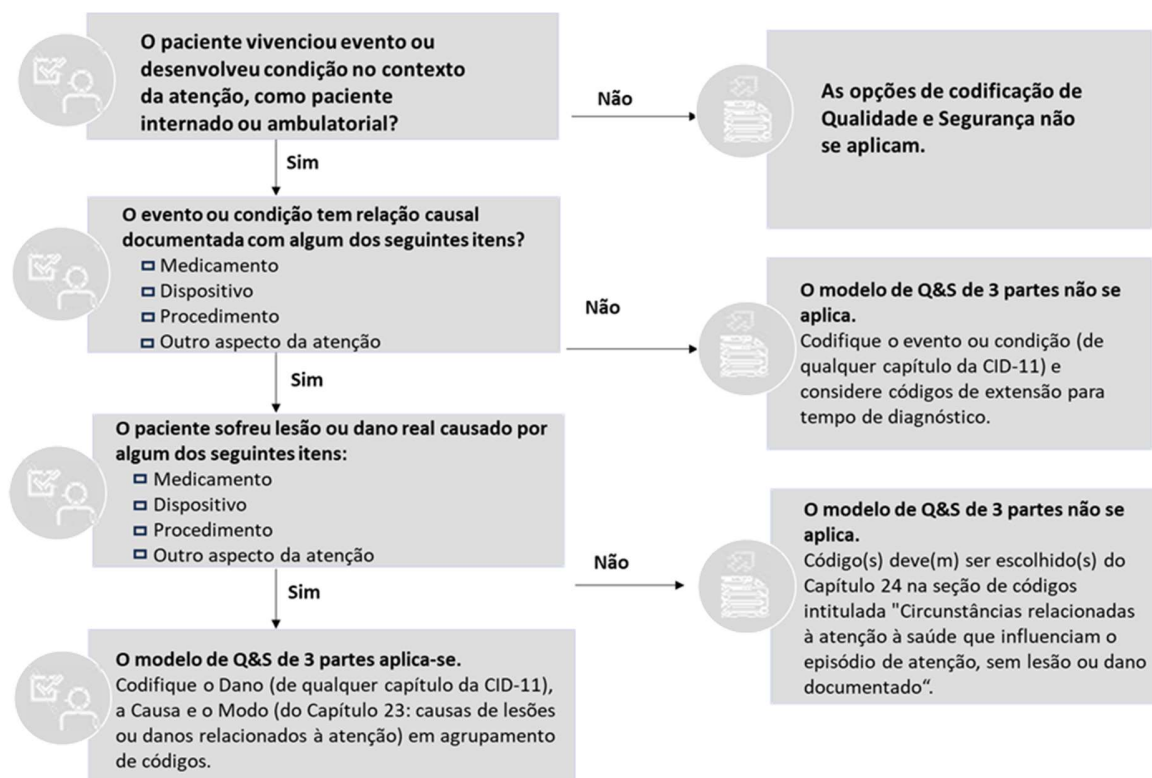 O paciente vivenciou evento ou
desenvolveu condição no contexto
da atenção, como paciente
internado ou ambulatorial?
Não
As opções de codificação de
Qualidade e Segurança não
se aplicam.
Sim
O evento ou condição tem relação causal
documentada com algum dos seguintes itens?
Medicamento
Dispositivo
Procedimento
Outro aspecto da atenção
Não
O modelo de Q&S de 3 partes não se
aplica.
Codifique o evento ou condição (de
qualquer capítulo da CID-11) e
considere códigos de extensão para
tempo de diagnóstico.
Sim
O paciente sofreu lesão ou dano real causado por
algum dos seguintes itens:
Medicamento
Dispositivo
Procedimento
Outro aspecto da atenção
Não
O modelo de Q&S de 3 partes não se
aplica.
Código(s) deve(m) ser escolhido(s) do
Capítulo 24 na seção de códigos
intitulada "Circunstâncias relacionadas
à atenção à saúde que influenciam o
episódio de atenção, sem lesão ou dano
documentado“.
Sim
O modelo de Q&S de 3 partes aplica-se.
Codifique o Dano (de qualquer capítulo da CID-11),
a Causa e o Modo (do Capítulo 23: causas de lesões
ou danos relacionados à atenção) em agrupamento
de códigos.